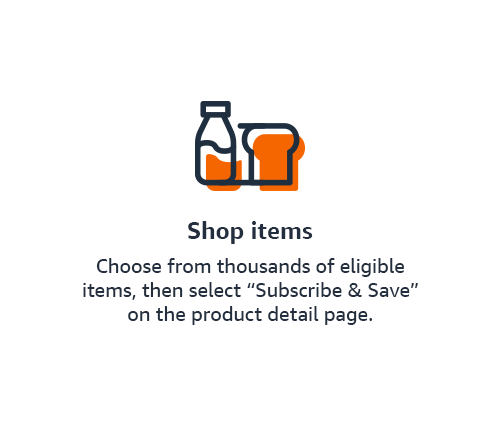 Shop items
Choose from thousands of eligible
items, then select “Subscribe & Save”
on the product detail page.